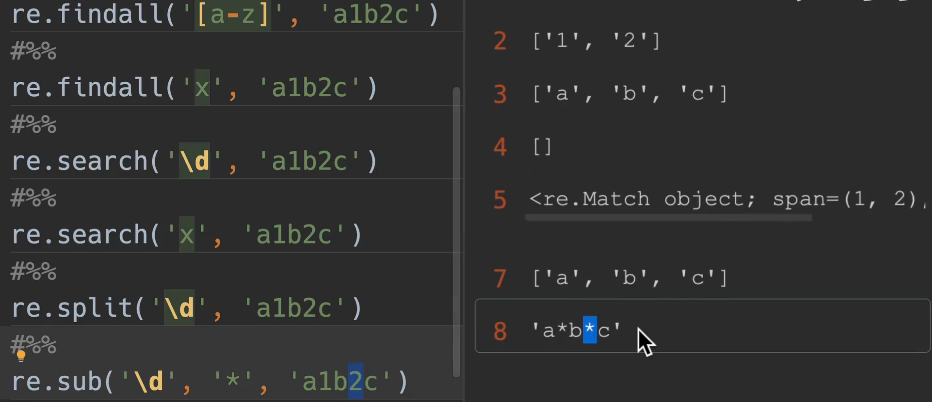 re.findall('[a-z]', 'a1b2c')
#%%
re.findall('x', 'a1b2c')
#%%
re.search('\d', 'a1b2c')
#%%
re.search('x', 'a1b2c')
#%%
re.split('\d', 'a1b2c')
#%%
re.sub('\d', '*', 'a1b2c')
2 ['1', '2']
3 ['a', 'b', 'c']
4 []
5 <re.Match object; span=(1, 2),
7 ['a', 'b', 'c']
8 'a*b*c'